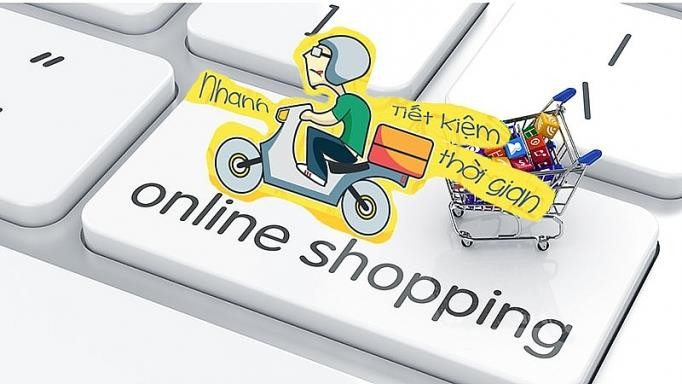 Nhanh
Tiết kiệm
thời gian
online shopping